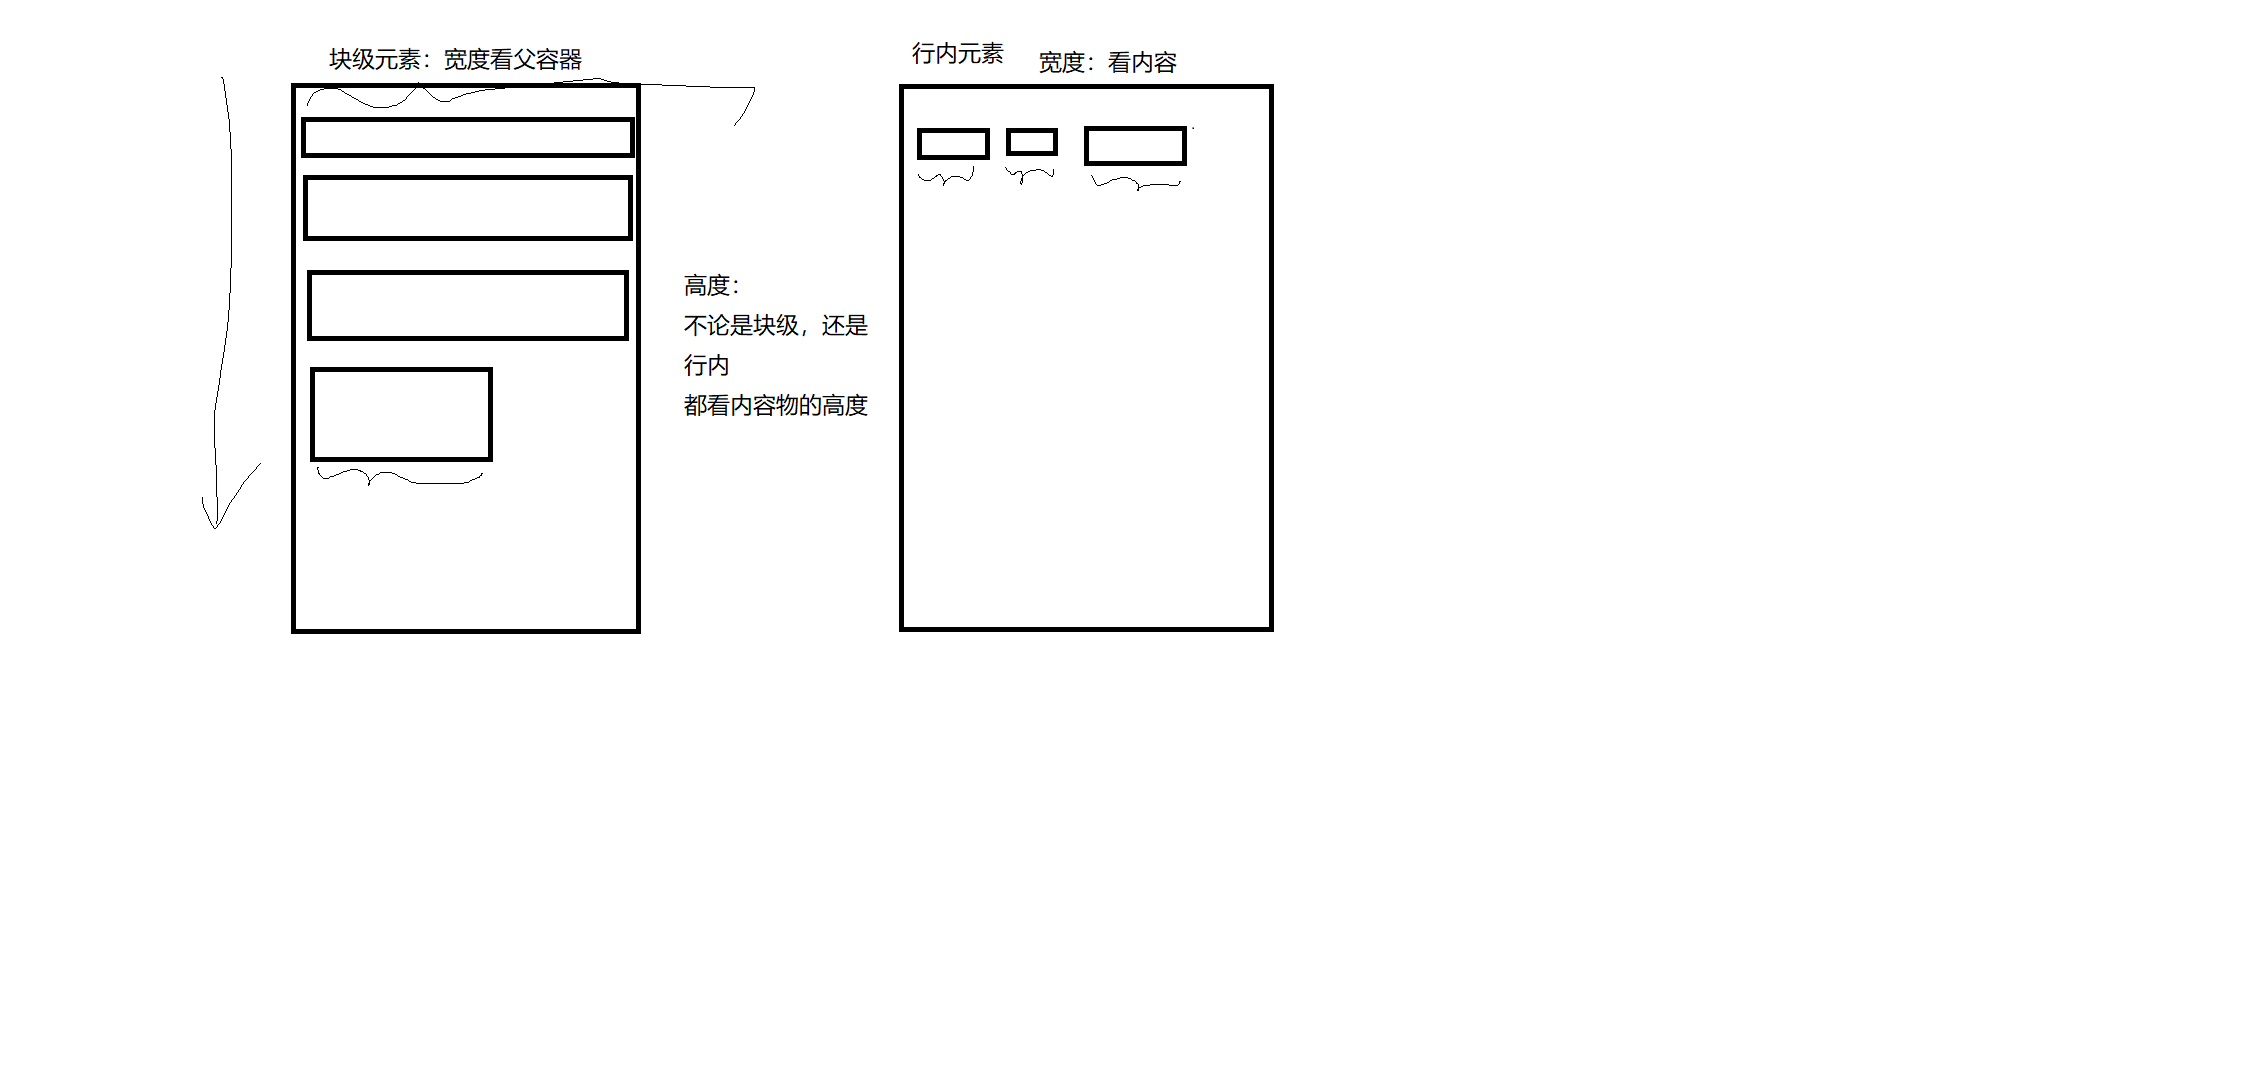 块级元素：宽度看父容器
行内元素
宽度：看内容
高度：
不论是块级，还是
行内
都看内容物的高度